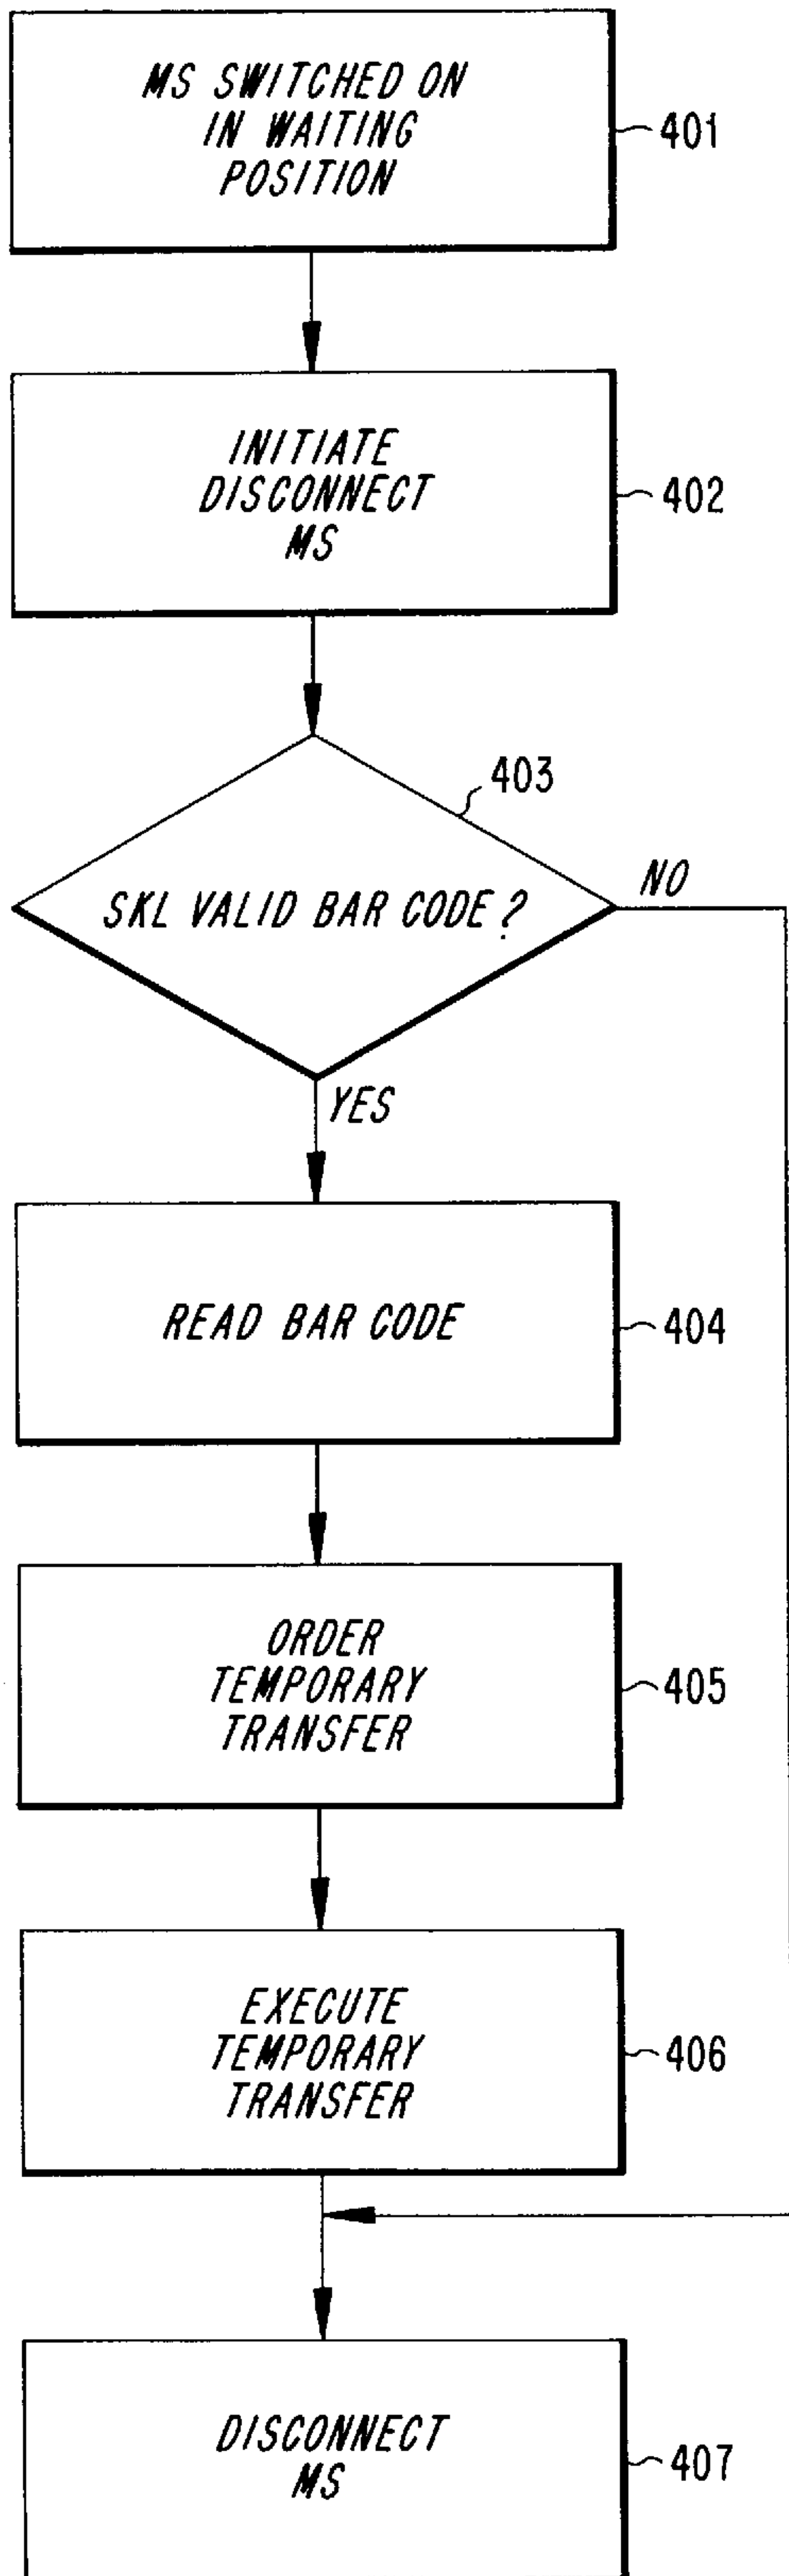 MS SWITCHED ON
IN WAITING
POSITION
401
INITIATE
DISCONNECT
MS
402
403
SKL VALID BAR CODE?
NO
YES
READ BAR CODE
404
ORDER
TEMPORARY
TRANSFER
405
EXECUTE
TEMPORARY
TRANSFER
406
DISCONNECT
MS
407